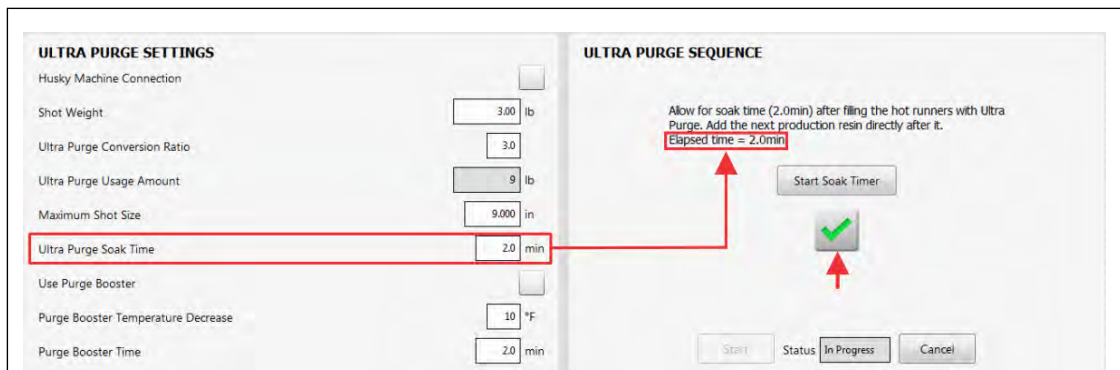 ULTRA PURGE SETTINGS
Husky Machine Connection
Shot Weight 3.00 lb
Ultra Purge Conversion Ratio 3.0
Ultra Purge Usage Amount 9 lb
Maximum Shot Size 9.000 in
Ultra Purge Soak Time 2.0 min
Use Purge Booster
Purge Booster Temperature Decrease 10 °F
Purge Booster Time 2.0 min
ULTRA PURGE SEQUENCE
Allow for soak time (2.0min) after filing the hot runners with Ultra
Purge. Add the next production resin directly after it.
Elapsed time = 2.0min
Start Soak Timer
Start Status In Progress Cancel